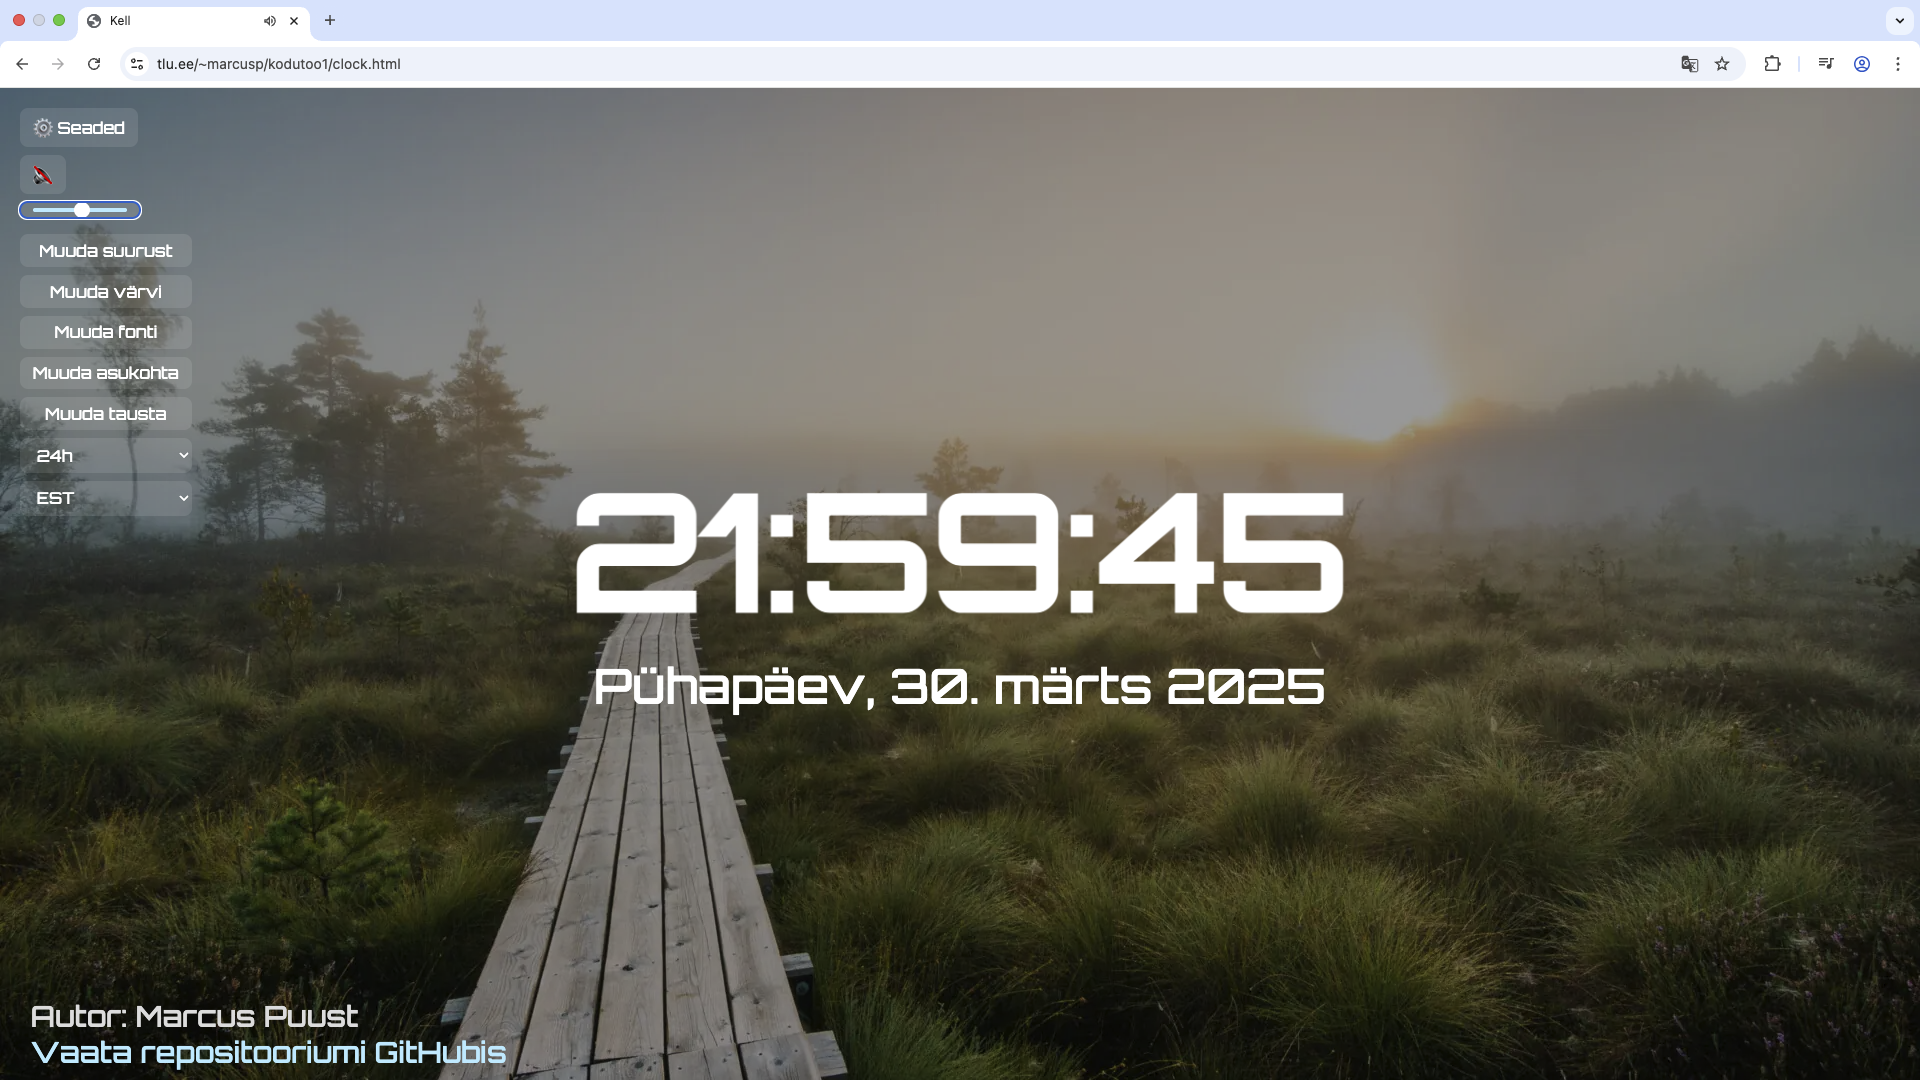 Kell
tlu.ee/~marcusp/kodutoo1/clock.html
Seaded
Muuda suurust
Muuda värvi
Muuda fonti
Muuda asukohta
Muuda tausta
24h
EST
21:59:45
Pühapäev, 30. märts 2025
Autor: Marcus Puust
Vaata repositooriumi GitHubis